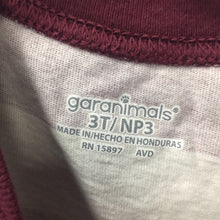 garanimals®
3T/ NP3
MADE IN/HECHO EN HONDURAS
RN 15897 AVD